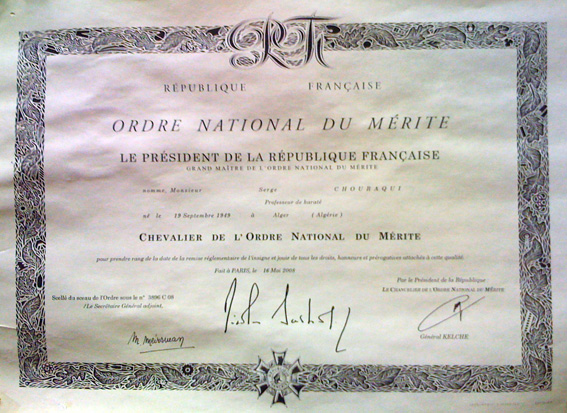 RF
RÉPUBLIQUE FRANÇAISE
ORDRE NATIONAL DU MÉRITE
LE PRÉSIDENT DE LA RÉPUBLIQUE FRANÇAISE
GRAND MAÎTRE DE L'ORDRE NATIONAL DU MÉRITE
nomme, Monsieur Serge CHOURAQUI
Professeur de karaté
né le 19 Septembre 1949 à Alger (Algérie)
CHEVALIER DE L'ORDRE NATIONAL DU MÉRITE
pour prendre rang de la date de la remise réglementaire de l'insigne et jouir de tous les droits, honneurs et prérogatives attachés à cette qualité.
Fait à PARIS, le 16 Mai 2008
Par le Président de la République
LE CHANCELIER DE L'ORDRE NATIONAL DU MÉRITE
Scellé du sceau de l'Ordre sous le n° 5896 C 08
Le Secrétaire Général adjoint,
Général KELCHE